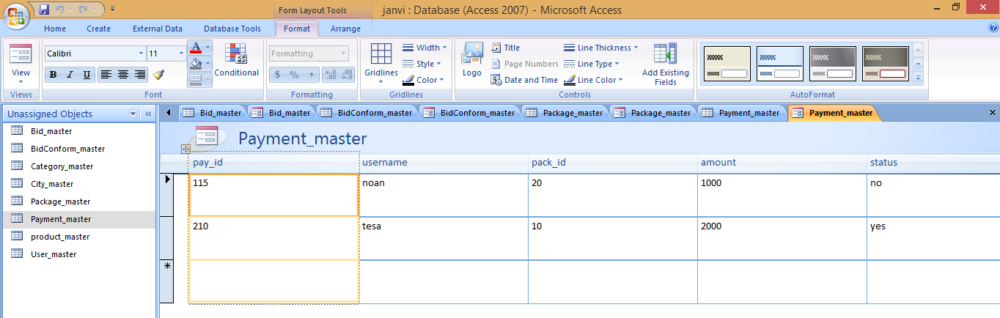 Form Layout Tools janvi : Database (Access 2007) - Microsoft Access
Home Create External Data Database Tools Format Arrange
Calibri 11 Formatting Width Title Line Thickness
View Conditional Gridlines Style Logo Page Numbers Line Type Add Existing Fields
B I U $ % , Color Date and Time Line Color
Views Font Formatting Gridlines Controls AutoFormat
Unassigned Objects Bid_master Bid_master BidConform_master BidConform_master Package_master Package_master Payment_master Payment_master
Bid_master
BidConform_master
Category_master
City_master
Package_master
Payment_master
product_master
User_master
Payment_master
pay_id username pack_id amount status
115 noan 20 1000 no
210 tesa 10 2000 yes